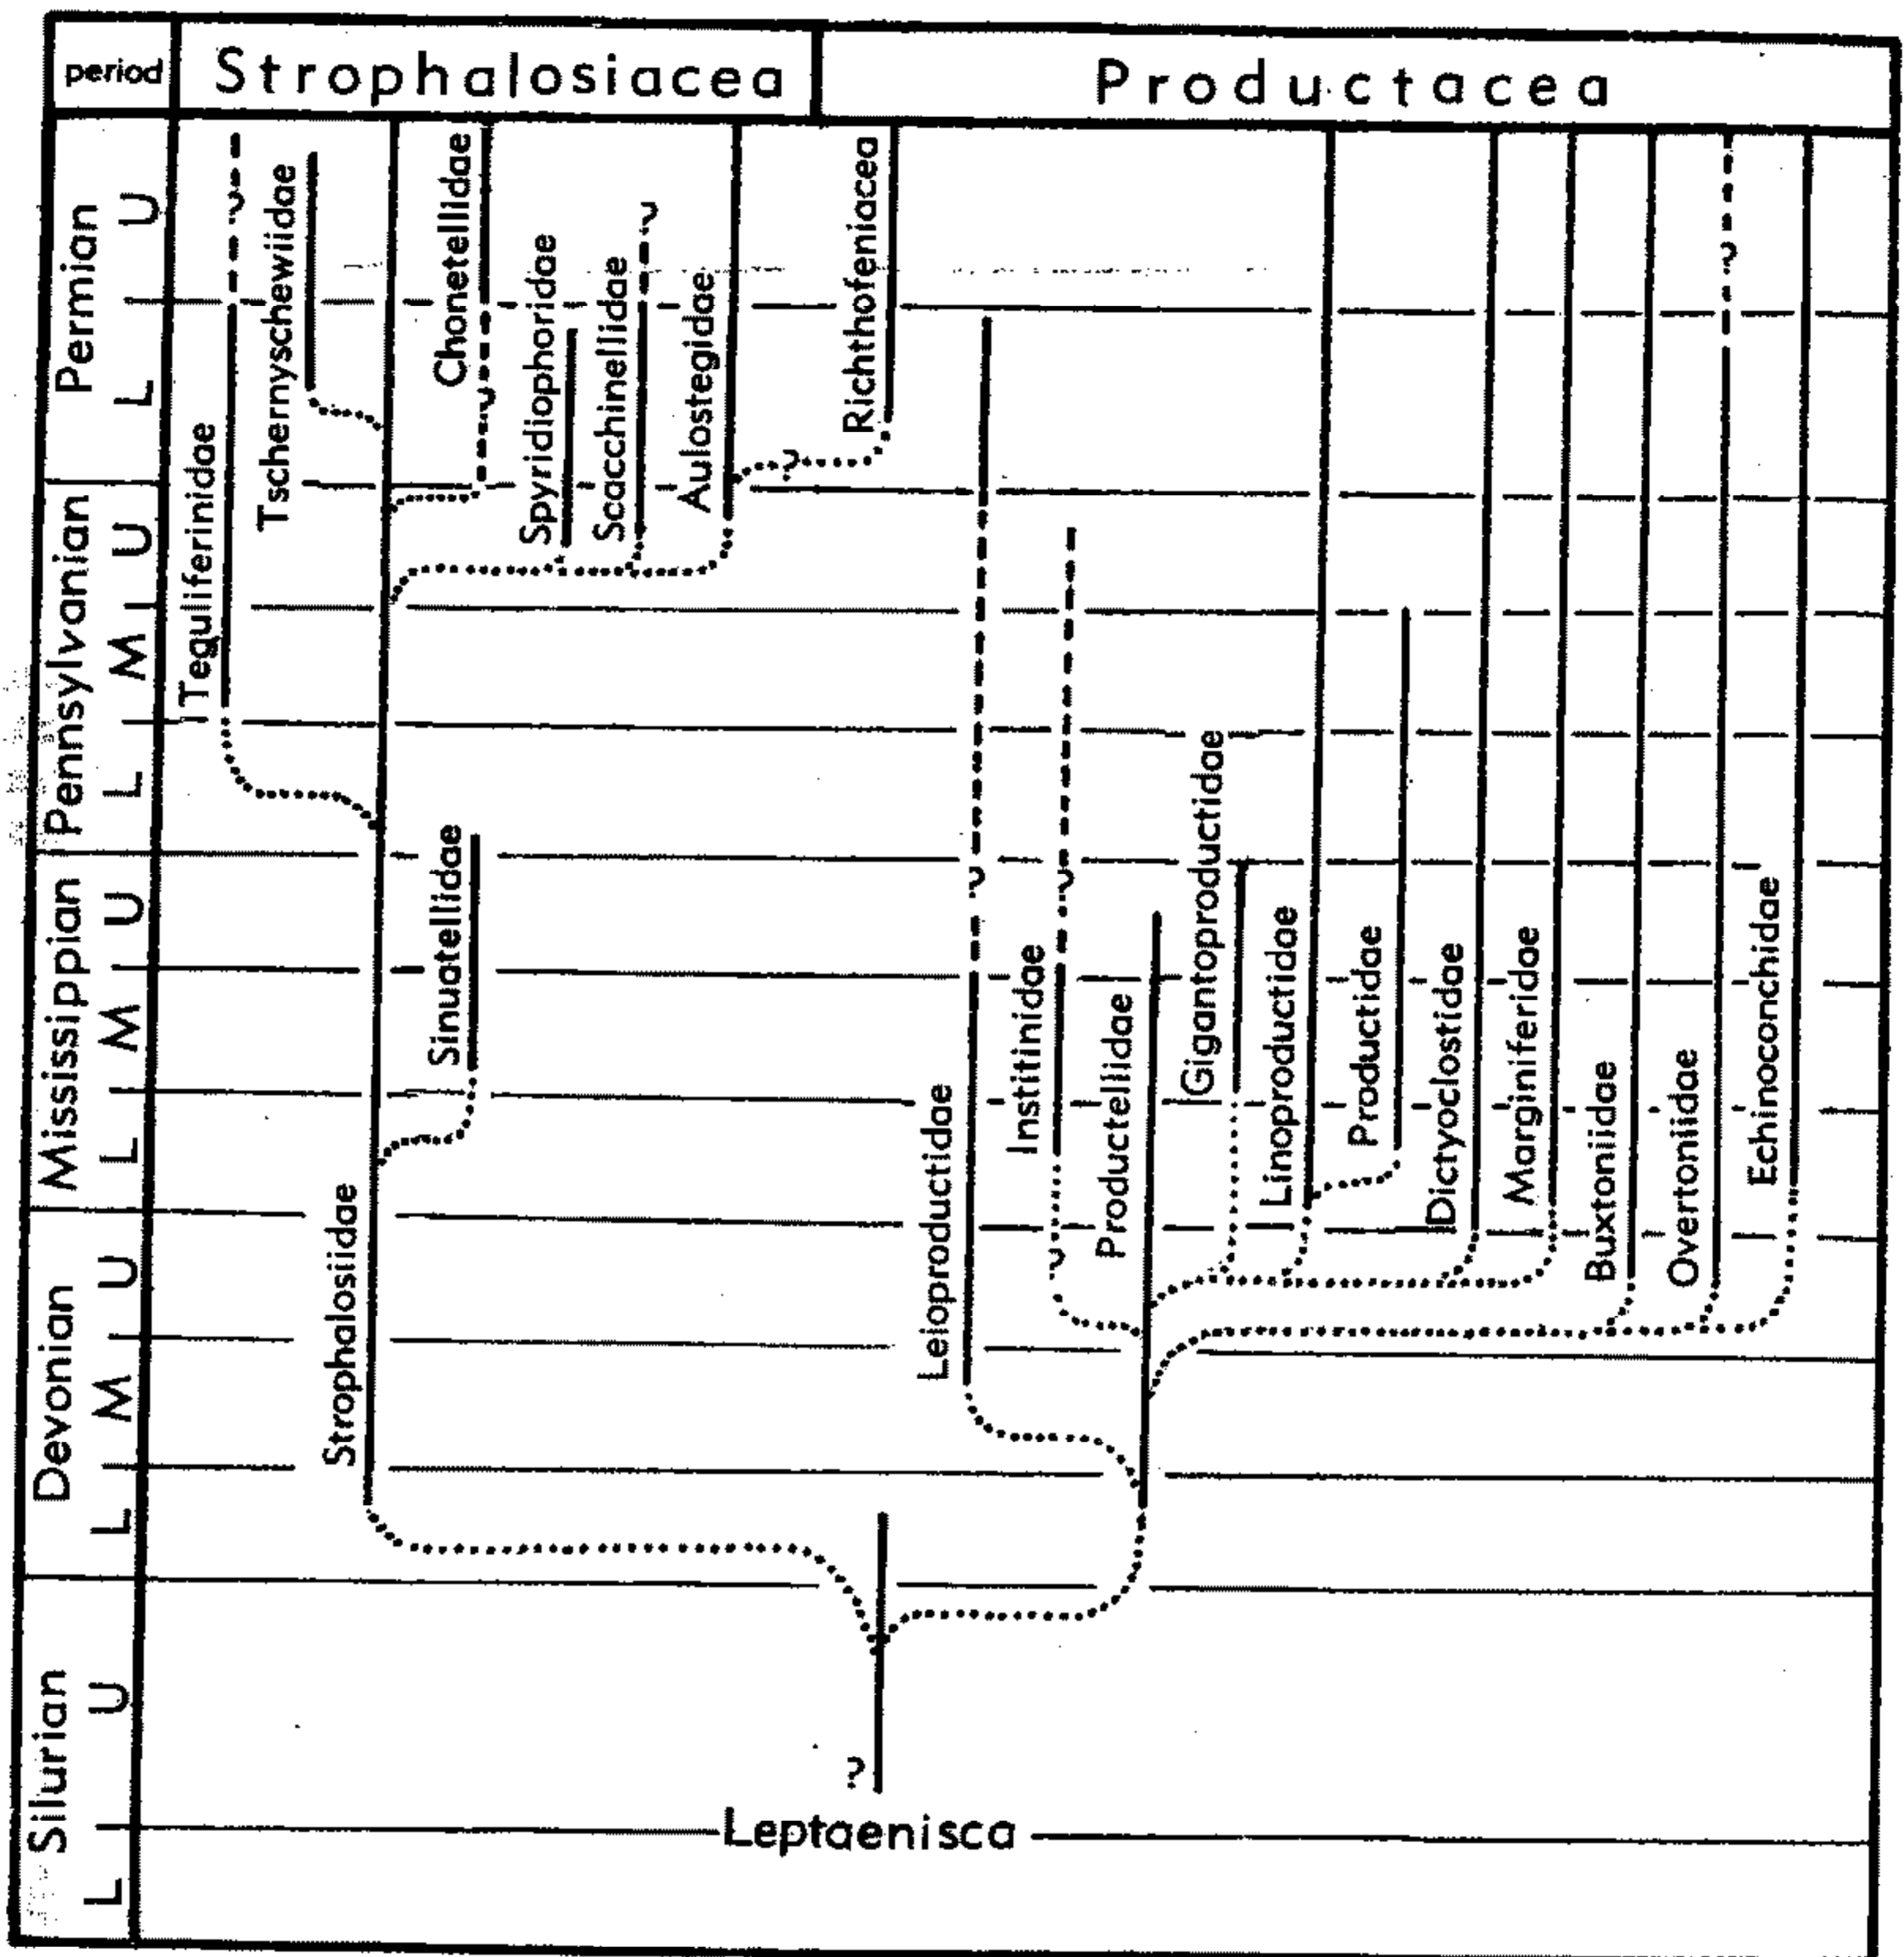 period
Strophalosiacea
Productacea
Permian
U
L
Pennsylvanian
U
M
L
Mississippian
U
M
L
Devonian
U
M
L
Silurian
U
L
Teguliferinidae
?
Tschernyschewiidae
Strophalosiidae
Chonetellidae
?
Sinuatellidae
Spyridiophoridae
Scacchinellidae
?
Aulostegidae
?
Richthofeniacea
Leioproductidae
?
Institinidae
?
?
Productellidae
Gigantoproductidae
Linoproductidae
Productidae
Dictyoclostidae
Marginiferidae
Buxtoniidae
Overtoniidae
?
Echinoconchidae
?
Leptaenisca